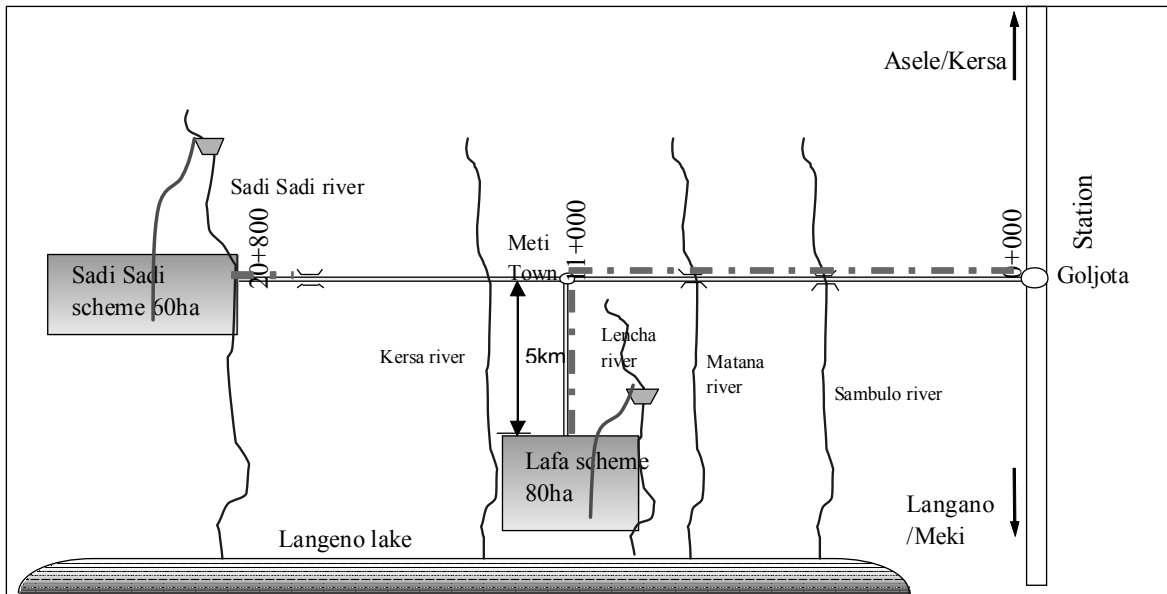 Asele/Kersa
Sadi Sadi river
20+800
Meti
Town
11+000
0+000
Station
Goljota
Sadi Sadi
scheme 60ha
Kersa river
5km
Lencha
river
Matana
river
Sambulo river
Lafa scheme
80ha
Langano
/Meki
Langeno lake